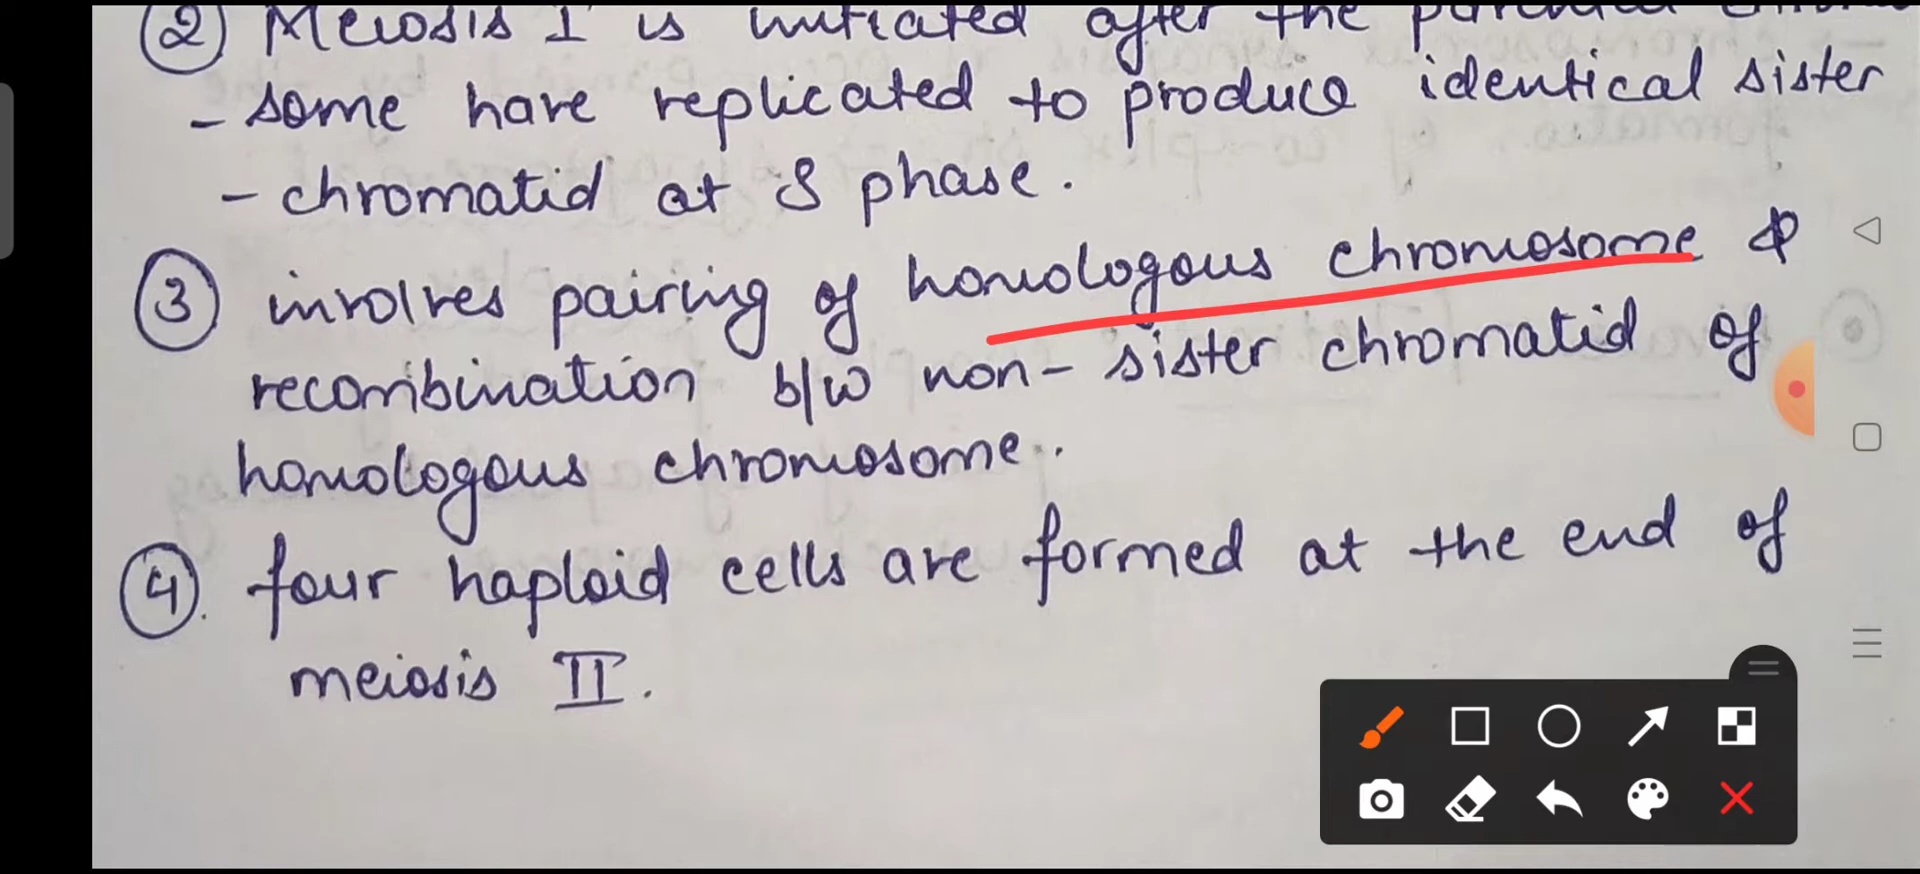 ② Meiosis I is initiated after the parental chromo
- some have replicated to produce identical sister
- chromatid at S phase.
③ involves pairing of homologous chromosome &
recombination b/w non- sister chromatid of
homologous chromosome..
④. four haploid cells are formed at the end of
meiosis II.